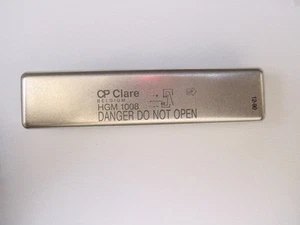 CP Clare
BELGIUM
HGM 1008
DANGER DO NOT OPEN